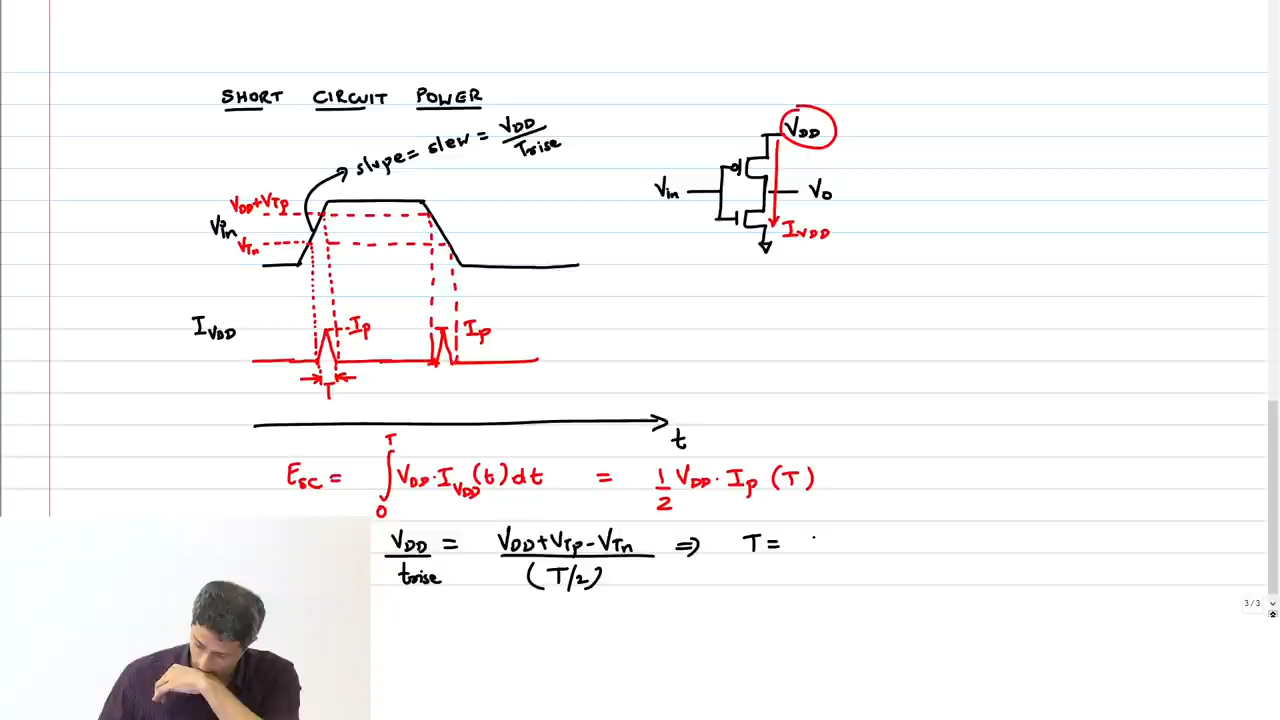 SHORT CIRCUIT POWER
slope = slew = VDD / Trise
VDD+VTp
Vin
VTn
VDD
Vin
Vo
IVDD
IVDD
Ip
Ip
T
t
Esc = ∫₀ᵀ VDD · IVDD(t) dt = 1/2 VDD · Ip (T)
VDD / trise = VDD+VTp-VTn / (T/2) ⇒ T =
3/3